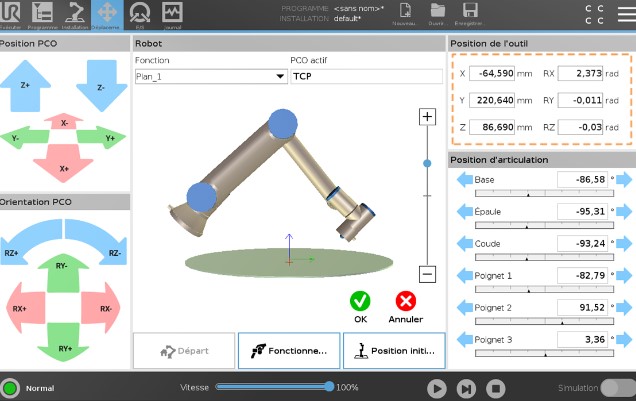 PROGRAMME <sans nom>*
INSTALLATION default*
Exécuter Programme Installation Déplacerme E/S Journal
Nouveau... Ouvrir... Enregistrer...
C C
C C
Position PCO
Z+
Z-
X-
Y-
Y+
X+
Orientation PCO
RZ+
RZ-
RY-
RX+
RX-
RY+
Robot
Fonction
PCO actif
Plan_1
TCP
OK
Annuler
Départ
Fonctionne...
Position initi...
Position de l'outil
X -64,590 mm RX 2,373 rad
Y 220,640 mm RY -0,011 rad
Z 86,690 mm RZ -0,03 rad
Position d'articulation
Base -86,58 °
Épaule -95,31 °
Coude -93,24 °
Poignet 1 -82,79 °
Poignet 2 91,52 °
Poignet 3 3,36 °
Normal
Vitesse
100%
Simulation